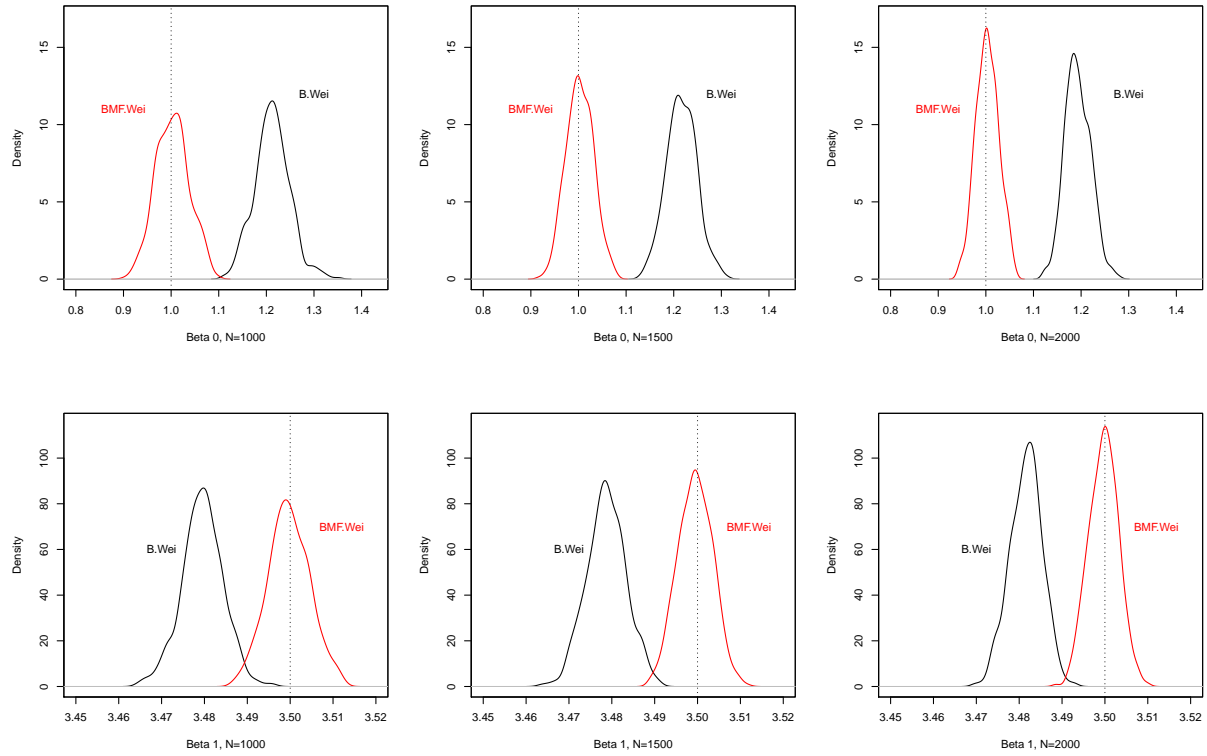 Density
15
10
5
0
BMF.Wei
B.Wei
0.8 0.9 1.0 1.1 1.2 1.3 1.4
Beta 0, N=1000
Density
15
10
5
0
BMF.Wei
B.Wei
0.8 0.9 1.0 1.1 1.2 1.3 1.4
Beta 0, N=1500
Density
15
10
5
0
BMF.Wei
B.Wei
0.8 0.9 1.0 1.1 1.2 1.3 1.4
Beta 0, N=2000
Density
100
80
60
40
20
0
BMF.Wei
B.Wei
3.45 3.46 3.47 3.48 3.49 3.50 3.51 3.52
Beta 1, N=1000
Density
100
80
60
40
20
0
BMF.Wei
B.Wei
3.45 3.46 3.47 3.48 3.49 3.50 3.51 3.52
Beta 1, N=1500
Density
100
80
60
40
20
0
BMF.Wei
B.Wei
3.45 3.46 3.47 3.48 3.49 3.50 3.51 3.52
Beta 1, N=2000